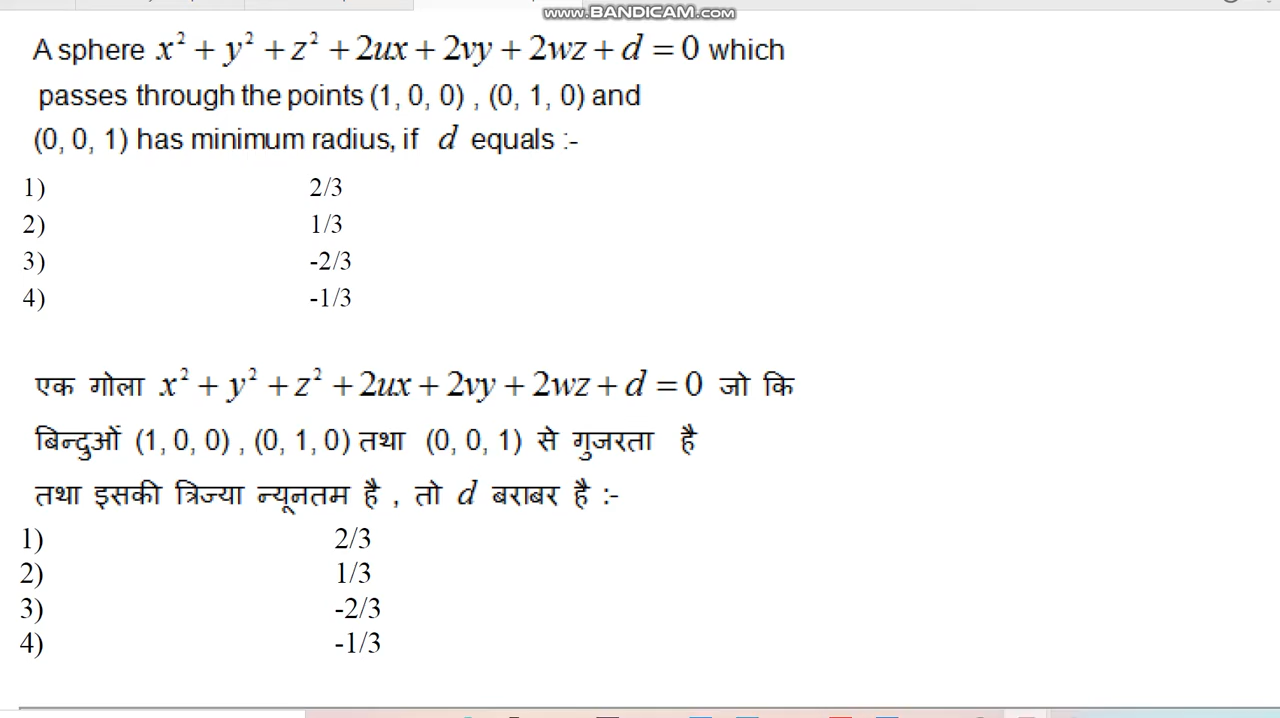 www.BANDICAM.com
A sphere x² + y² + z² + 2ux + 2vy + 2wz + d = 0 which
passes through the points (1, 0, 0) , (0, 1, 0) and
(0, 0, 1) has minimum radius, if d equals :-
1) 2/3
2) 1/3
3) -2/3
4) -1/3
एक गोला x² + y² + z² + 2ux + 2vy + 2wz + d = 0 जो कि
बिन्दुओं (1, 0, 0) , (0, 1, 0) तथा (0, 0, 1) से गुजरता है
तथा इसकी त्रिज्या न्यूनतम है , तो d बराबर है :-
1) 2/3
2) 1/3
3) -2/3
4) -1/3